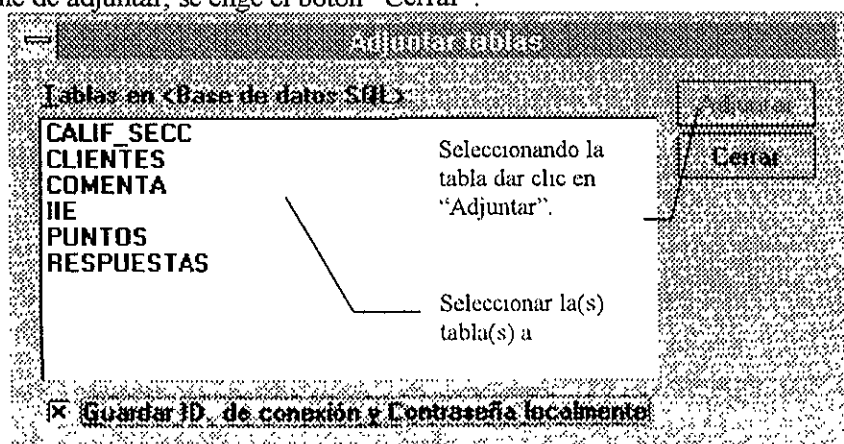 de adjuntar, se elige el botón "Cerrar".
Adjuntar tablas
Tablas en <Base de datos SQL>:
CALIF_SECC
CLIENTES
COMENTA
IIE
PUNTOS
RESPUESTAS
Seleccionando la
tabla dar clic en
"Adjuntar".
Seleccionar la(s)
tabla(s) a
Adjuntar
Cerrar
Guardar ID. de conexión y Contraseña localmente